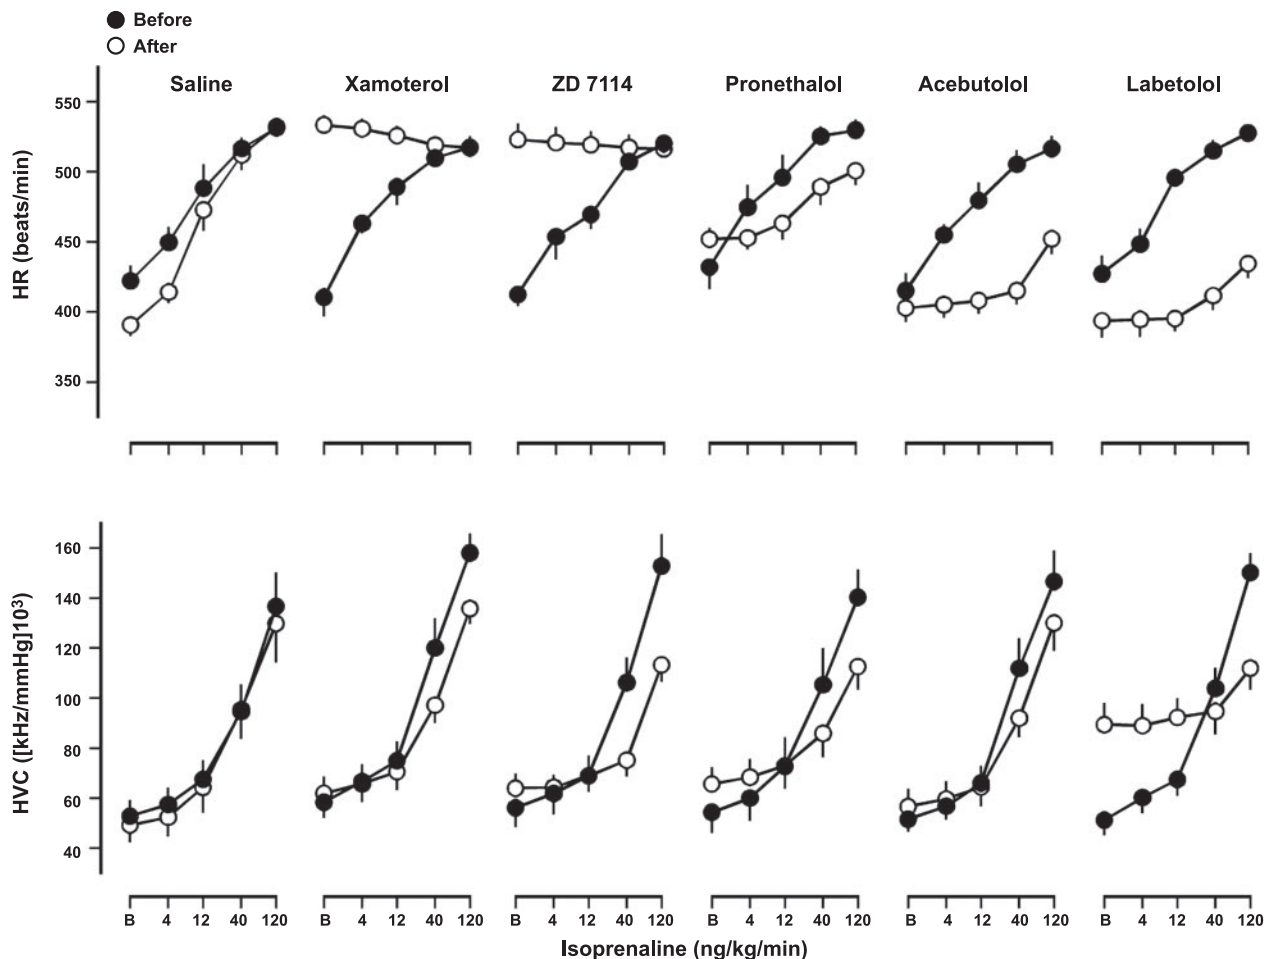 Before
After
Saline Xamoterol ZD 7114 Pronethalol Acebutolol Labetolol
HR (beats/min)
550
500
450
400
350
HVC ([kHz/mmHg]10³)
160
140
120
100
80
60
40
B 4 12 40 120 B 4 12 40 120 B 4 12 40 120 B 4 12 40 120 B 4 12 40 120 B 4 12 40 120
Isoprenaline (ng/kg/min)